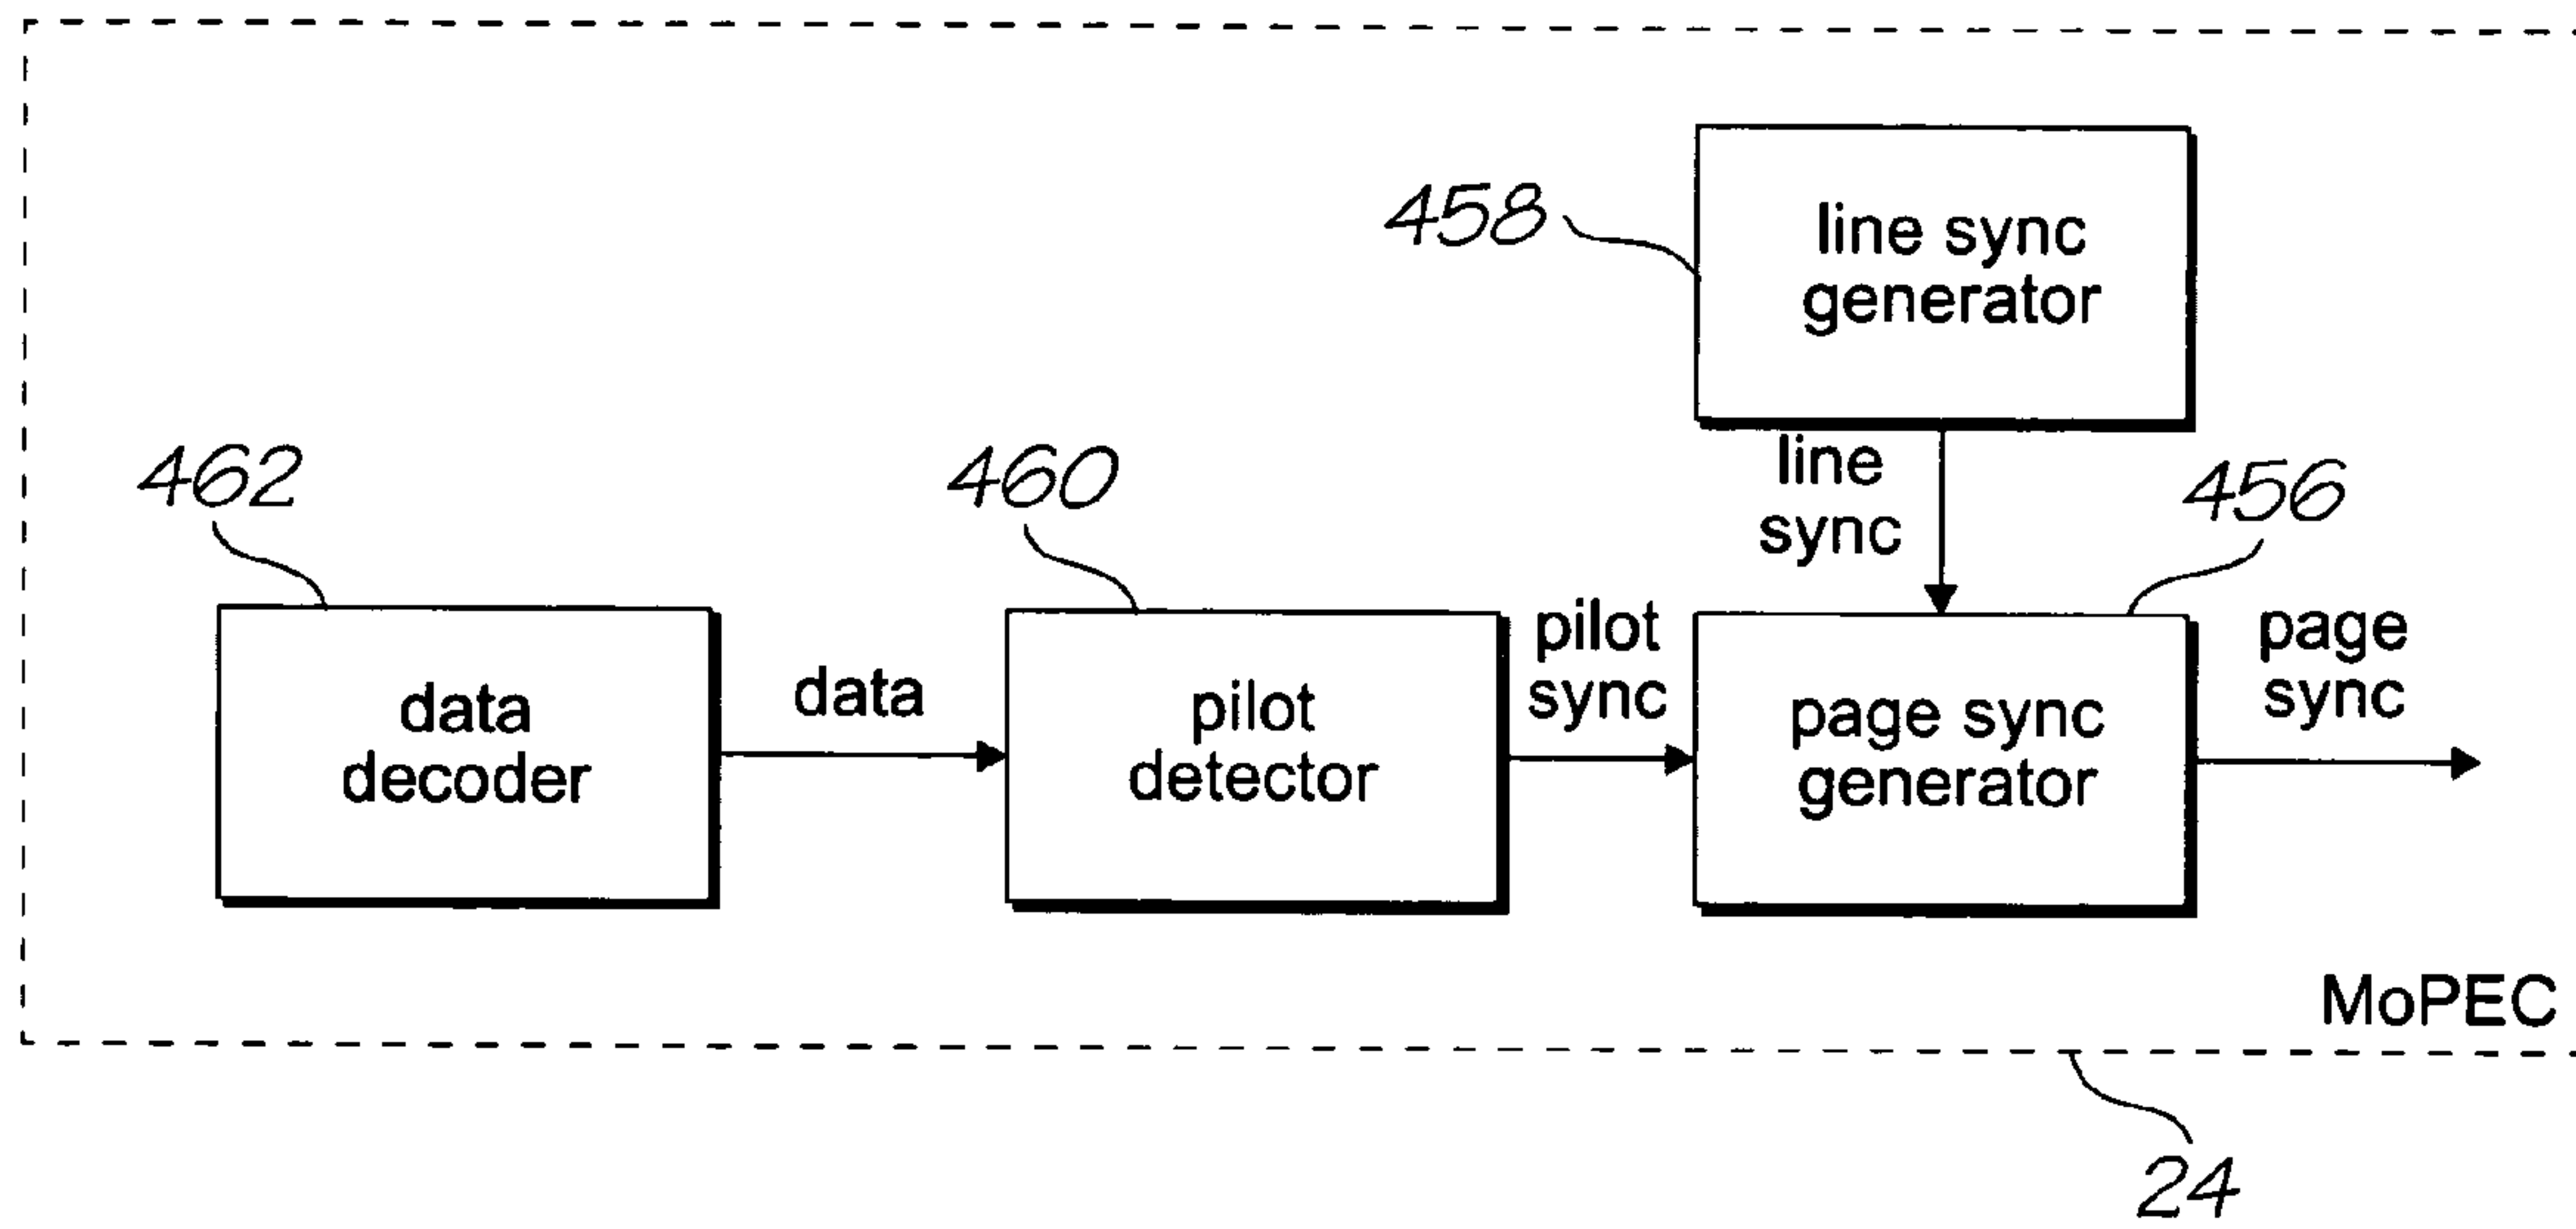 458
line sync
generator
line
sync
462
460
456
data
decoder
data
pilot
detector
pilot
sync
page sync
generator
page
sync
MoPEC
24